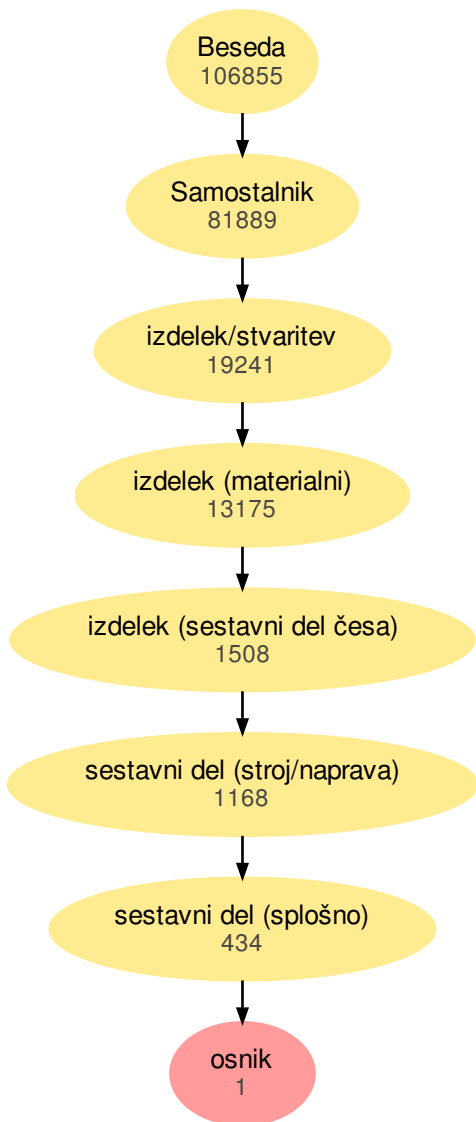 Beseda
106855
Samostalnik
81889
izdelek/stvaritev
19241
izdelek (materialni)
13175
izdelek (sestavni del česa)
1508
sestavni del (stroj/naprava)
1168
sestavni del (splošno)
434
osnik
1